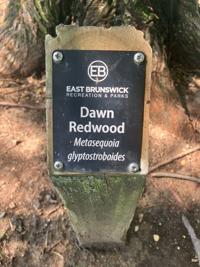 EB
EAST BRUNSWICK
RECREATION & PARKS
Dawn
Redwood
Metasequoia
glyptostroboides